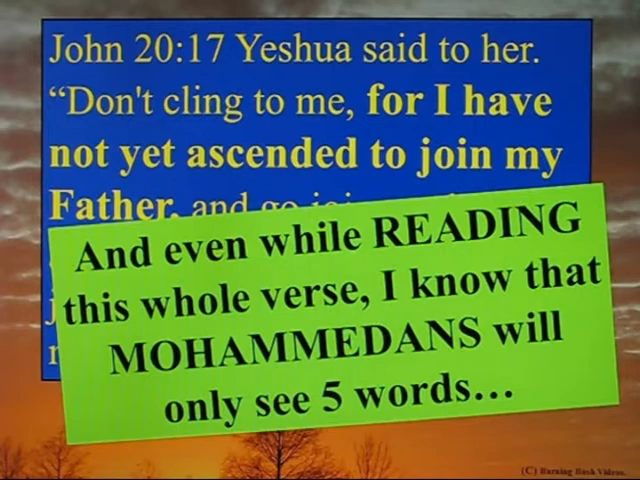 John 20:17 Yeshua said to her.
“Don't cling to me, for I have
not yet ascended to join my
Father, and go
And even while READING
this whole verse, I know that
MOHAMMEDANS will
only see 5 words…
(C) Burning Bush Videos.